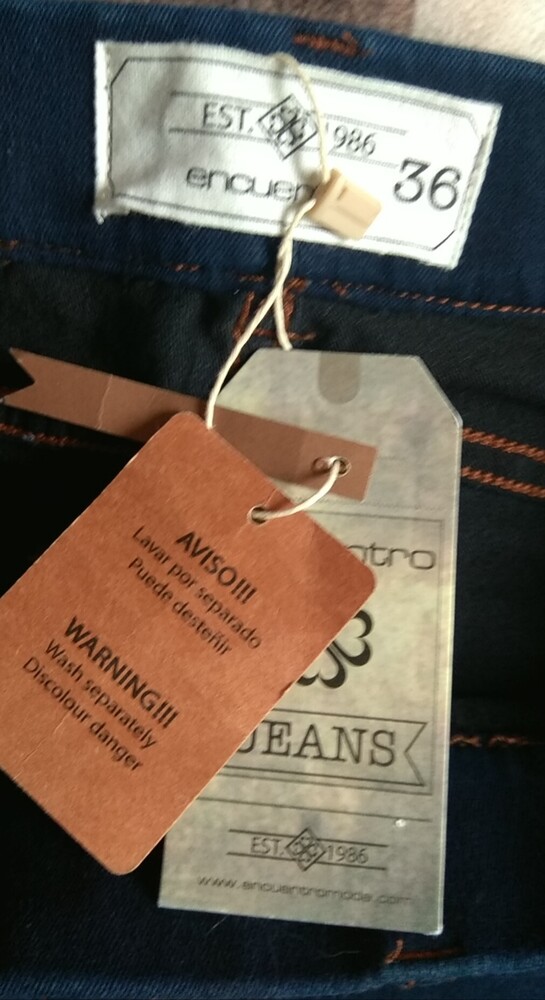 EST. 1986
36
AVISO!!!
Lavar por separado
Puede desteñir
WARNING!!!
Wash separately
Discolour danger
JEANS
EST. 1986
www.encuentromoda.com